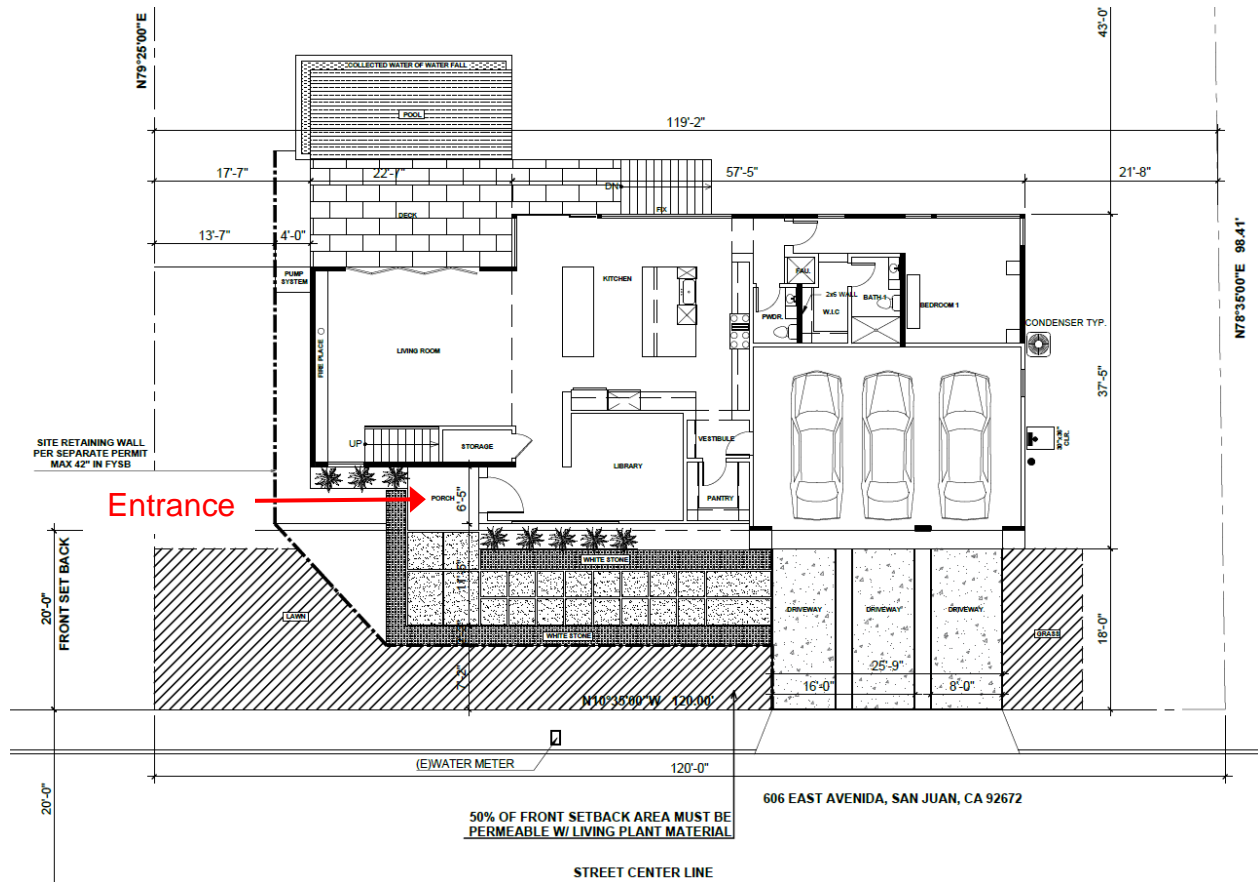 N79°25'00"E
43'-0"
COLLECTED WATER OF WATER FALL
POOL
119'-2"
17'-7"
22'-7"
57'-5"
21'-8"
DN
FIX
DECK
13'-7"
4'-0"
PUMP
SYSTEM
KITCHEN
FALL
2x6 WALL
BATH 1
W.I.C
PWDR.
BEDROOM 1
N78°35'00"E 98.41'
CONDENSER TYP.
FIRE PLACE
LIVING ROOM
37'-5"
UP
STORAGE
VESTIBULE
LIBRARY
30"x36"
CLR.
SITE RETAINING WALL
PER SEPARATE PERMIT
MAX 42" IN FYSB
Entrance
PORCH
6'-5"
PANTRY
WHITE STONE
20'-0"
FRONT SET BACK
LAWN
DRIVEWAY
DRIVEWAY
DRIVEWAY
GRASS
18'-0"
WHITE STONE
25'-9"
7'-2"
16'-0"
8'-0"
N10°35'00"W 120.00'
(E)WATER METER
120'-0"
20'-0"
606 EAST AVENIDA, SAN JUAN, CA 92672
50% OF FRONT SETBACK AREA MUST BE
PERMEABLE W/ LIVING PLANT MATERIAL
STREET CENTER LINE